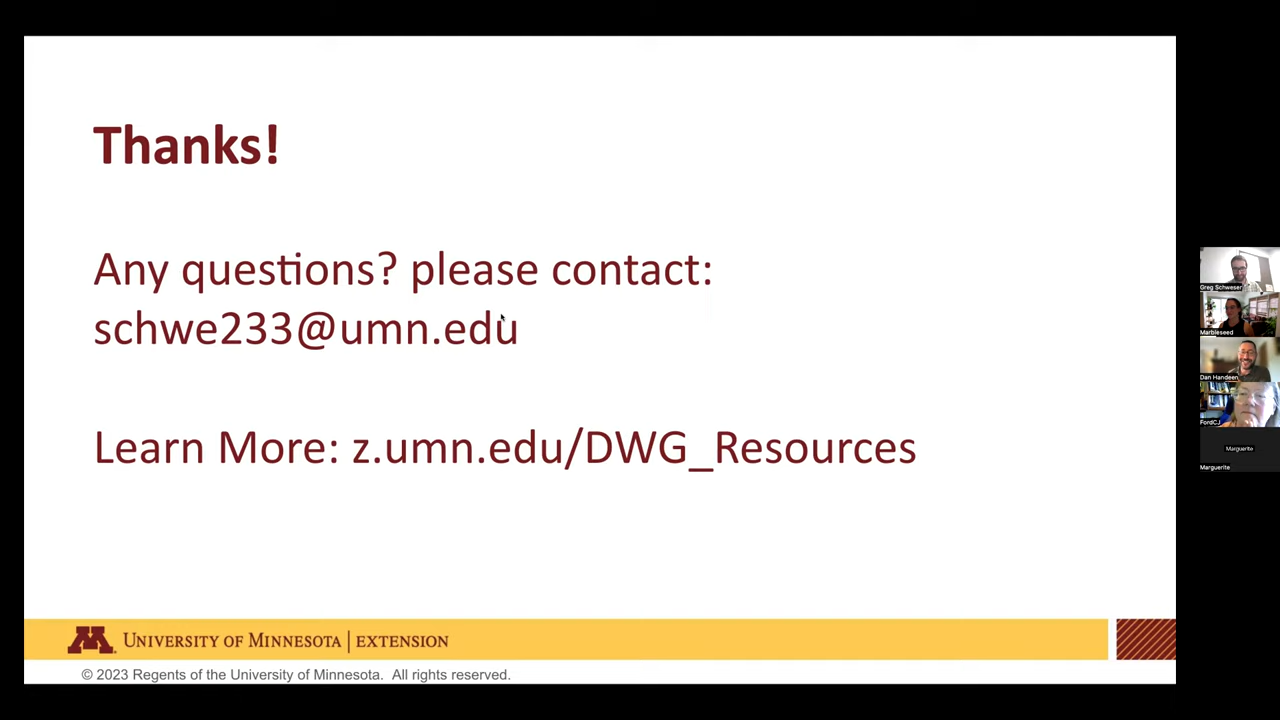 Thanks!
Any questions? please contact:
schwe233@umn.edu
Learn More: z.umn.edu/DWG_Resources
M UNIVERSITY OF MINNESOTA | EXTENSION
© 2023 Regents of the University of Minnesota. All rights reserved.
Greg Schweser
Marbleseed
Dan Handeen
FordCJ
Marguerite
Marguerite